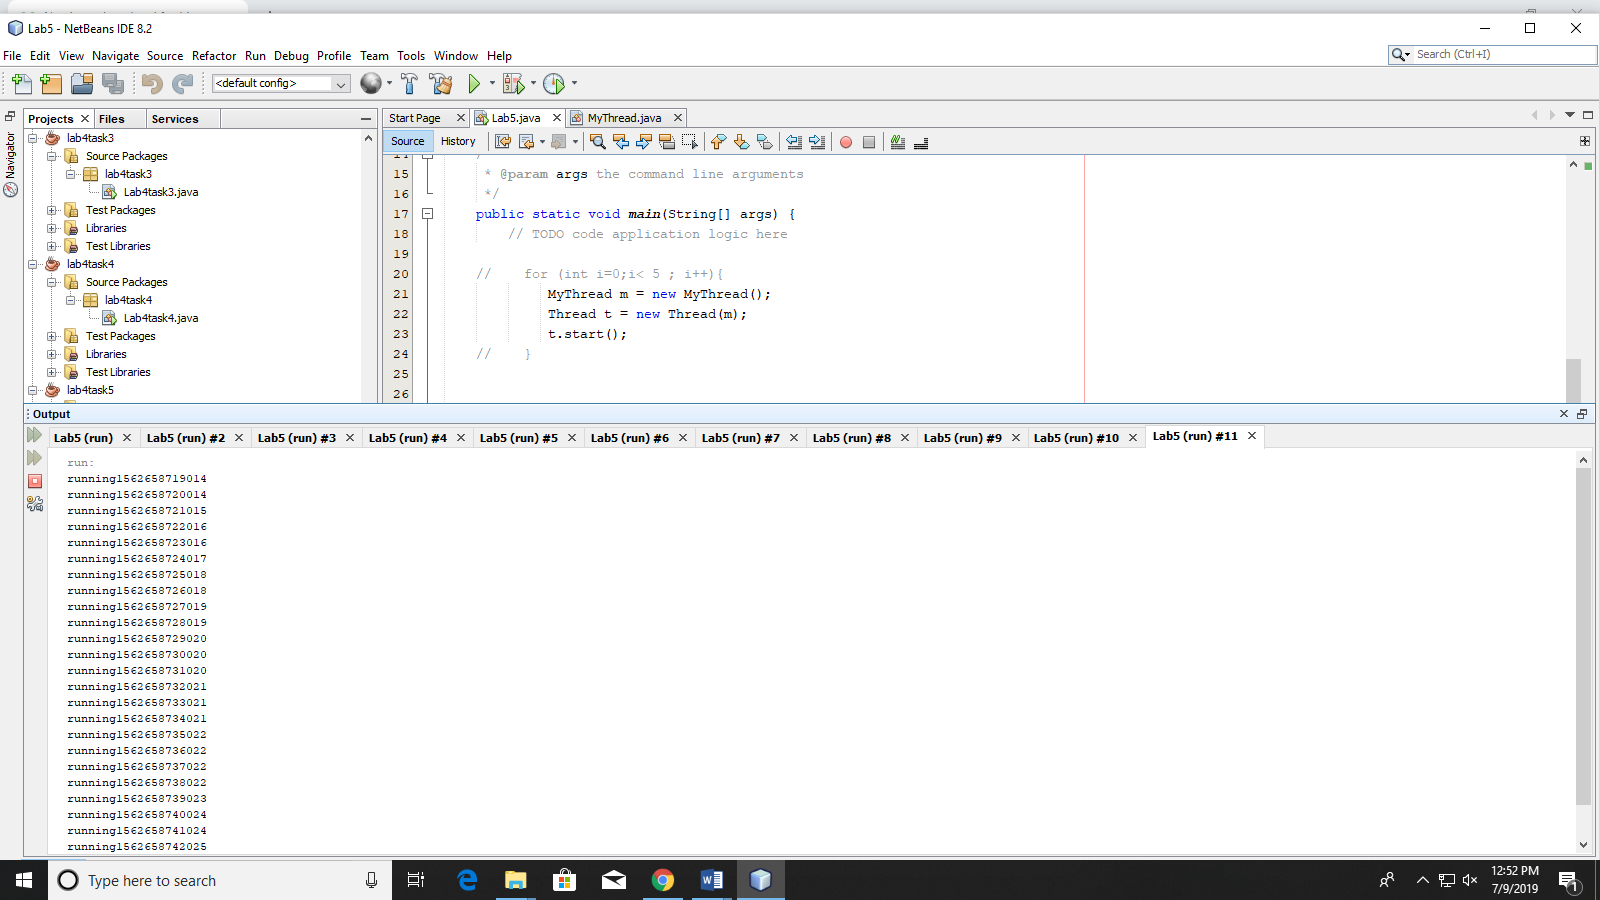 Lab5 - NetBeans IDE 8.2
File Edit View Navigate Source Refactor Run Debug Profile Team Tools Window Help
Search (Ctrl+I)
<default config>
Projects Files Services
Navigator
lab4task3
Source Packages
lab4task3
Lab4task3.java
Test Packages
Libraries
Test Libraries
lab4task4
Source Packages
lab4task4
Lab4task4.java
Test Packages
Libraries
Test Libraries
lab4task5
Start Page Lab5.java MyThread.java
Source History
15 * @param args the command line arguments
16 */
17 public static void main(String[] args) {
18 // TODO code application logic here
19
20 // for (int i=0;i< 5 ; i++){
21 MyThread m = new MyThread();
22 Thread t = new Thread(m);
23 t.start();
24 // }
25
26
Output
Lab5 (run) Lab5 (run) #2 Lab5 (run) #3 Lab5 (run) #4 Lab5 (run) #5 Lab5 (run) #6 Lab5 (run) #7 Lab5 (run) #8 Lab5 (run) #9 Lab5 (run) #10 Lab5 (run) #11
run:
running1562658719014
running1562658720014
running1562658721015
running1562658722016
running1562658723016
running1562658724017
running1562658725018
running1562658726018
running1562658727019
running1562658728019
running1562658729020
running1562658730020
running1562658731020
running1562658732021
running1562658733021
running1562658734021
running1562658735022
running1562658736022
running1562658737022
running1562658738022
running1562658739023
running1562658740024
running1562658741024
running1562658742025
Type here to search
12:52 PM
7/9/2019
1